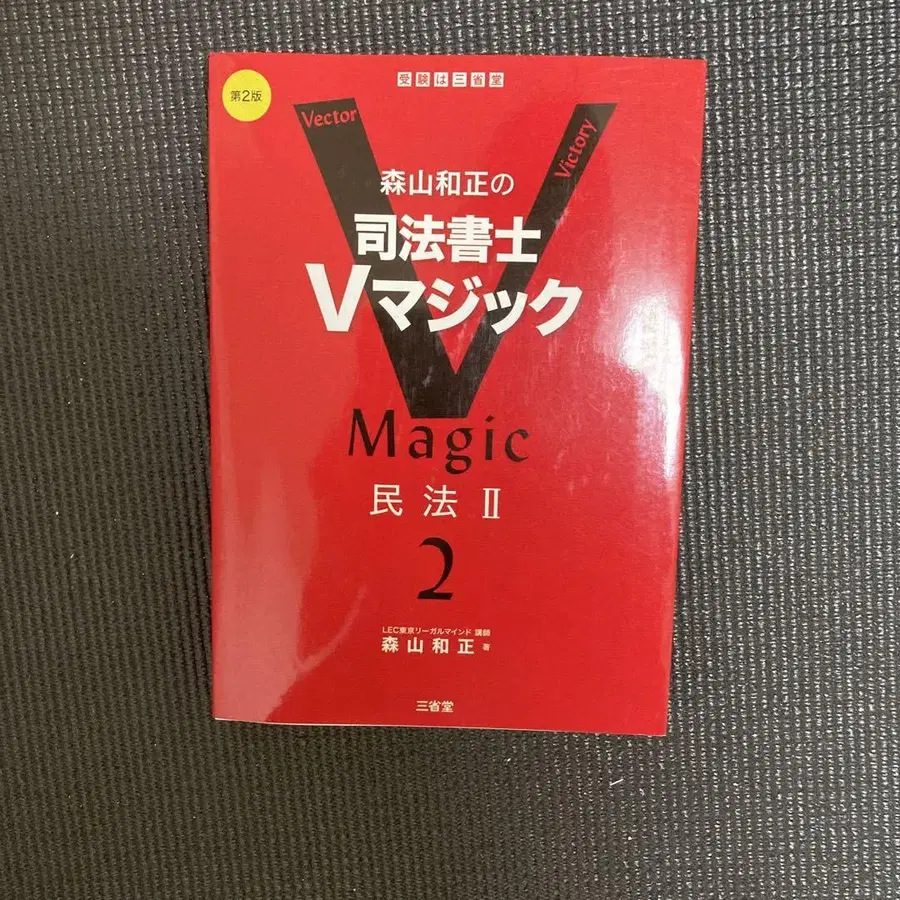 受験は三省堂
第2版
Vector
Victory
森山和正の
司法書士
Vマジック
Magic
民法Ⅱ
2
LEC東京リーガルマインド 講師
森山和正 著
三省堂